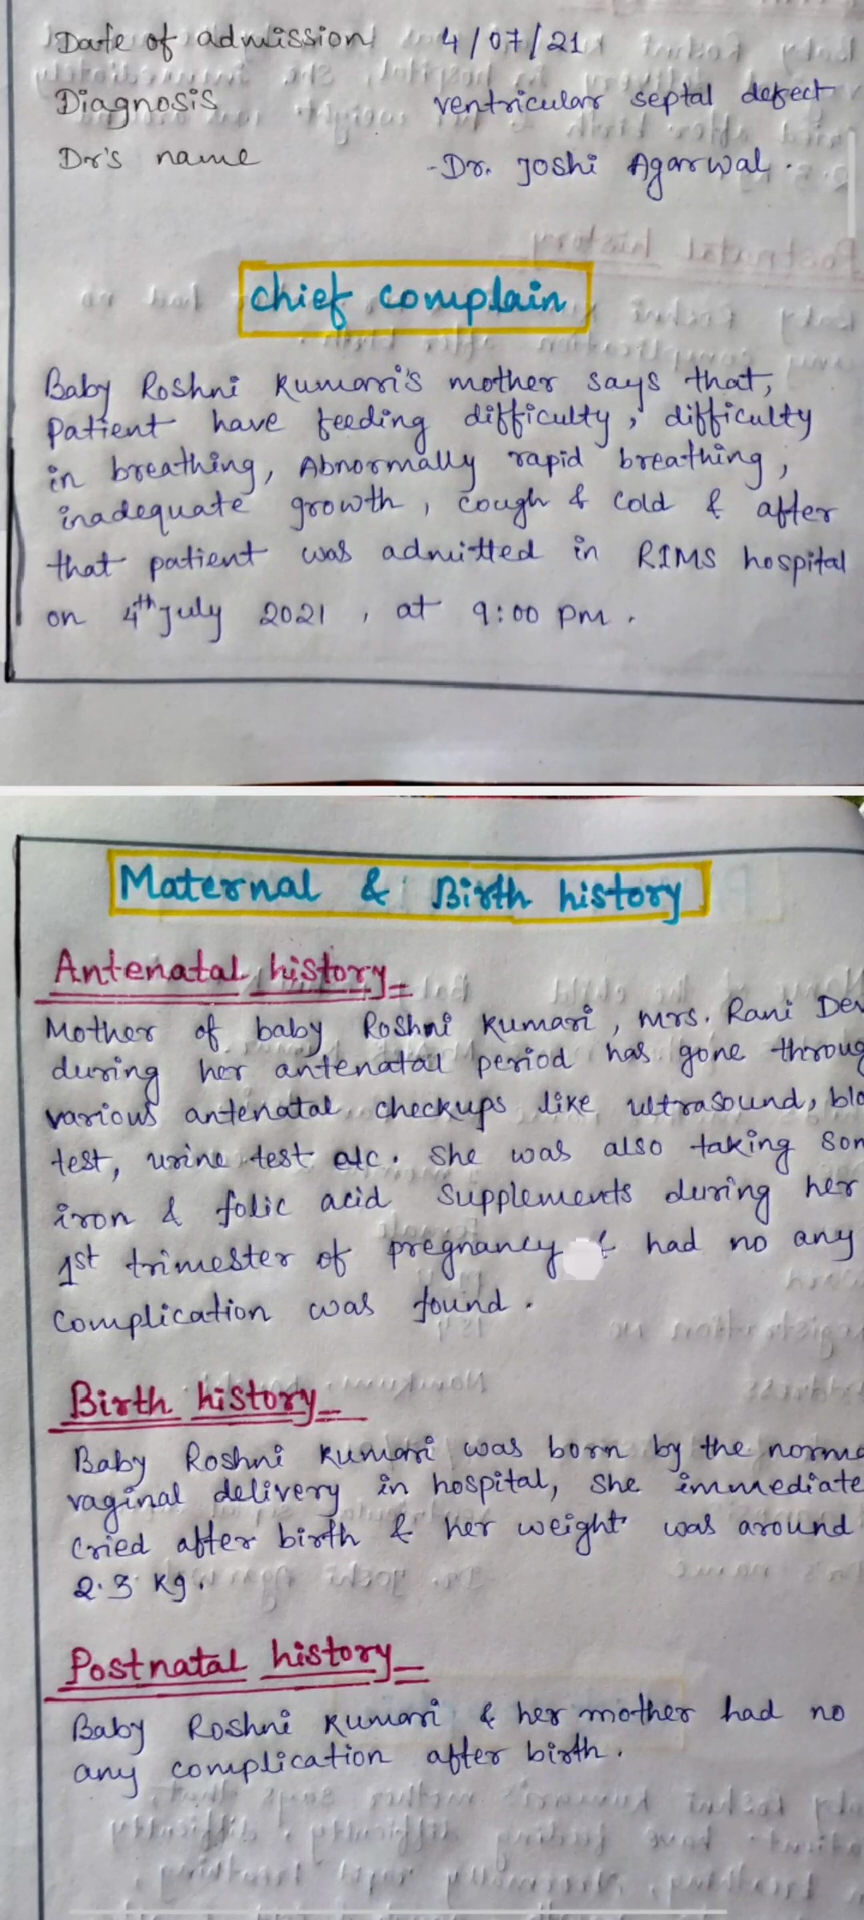 Date of admission 4/07/21
Diagnosis ventricular septal defect
Dr's name -Dr. Joshi Agarwal.
Chief complain
Baby Roshni Kumari's mother says that,
patient have feeding difficulty, difficulty
in breathing, Abnormally rapid breathing,
inadequate growth, cough & cold & after
that patient was admitted in RIMS hospital
on 4th july 2021, at 9:00 pm.
Maternal & Birth history
Antenatal history-
Mother of baby Roshni Kumari, Mrs. Rani Dev
during her antenatal period has gone throug
various antenatal checkups like ultrasound, blo
test, urine test etc. She was also taking som
iron & folic acid supplements during her
1st trimester of pregnancy & had no any
complication was found.
Birth history-
Baby Roshni Kumari was born by the norma
vaginal delivery in hospital, She immediate
cried after birth & her weight was around
2.3 kg.
Postnatal history-
Baby Roshni Kumari & her mother had no
any complication after birth.